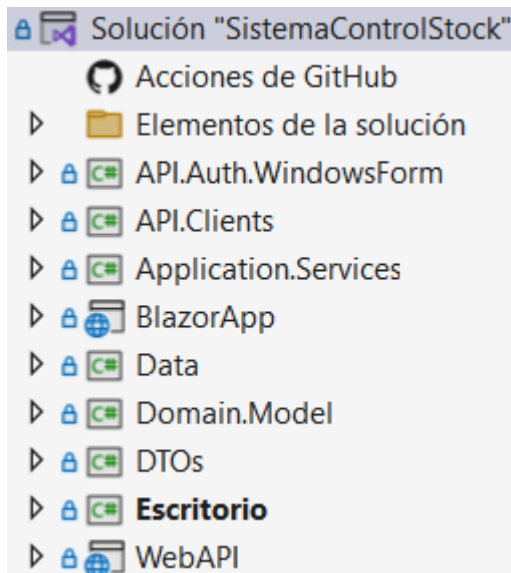 Solución "SistemaControlStock"
Acciones de GitHub
Elementos de la solución
C# API.Auth.WindowsForm
C# API.Clients
C# Application.Services
BlazorApp
C# Data
C# Domain.Model
C# DTOs
C# Escritorio
WebAPI